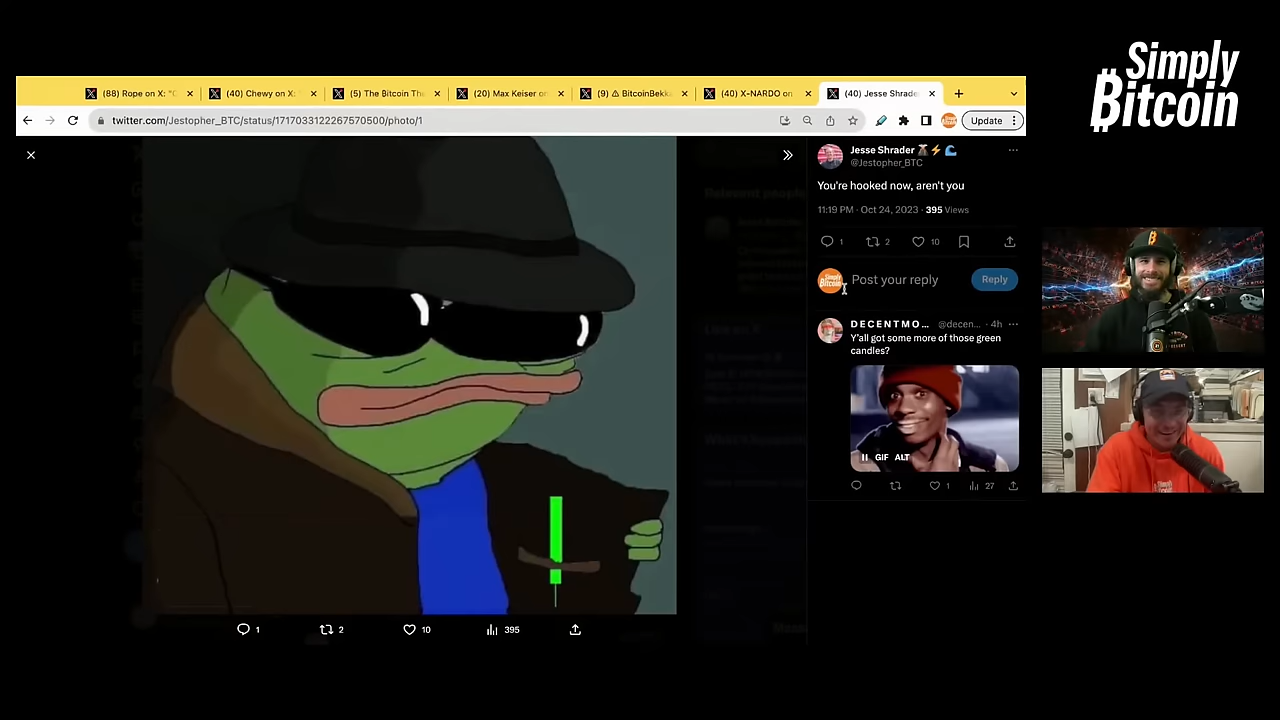 Simply
Bitcoin
(88) Rope on X: "G
(40) Chewy on X: "
(5) The Bitcoin The
(20) Max Keiser on
(9) ⚠ BitcoinBekka
(40) X-NARDO on
(40) Jesse Shrade
twitter.com/Jestopher_BTC/status/1717033122267570500/photo/1
Update
Jesse Shrader
@Jestopher_BTC
You're hooked now, aren't you
11:19 PM · Oct 24, 2023 · 395 Views
1 2 10
Post your reply
Reply
D E C E N T M O ... @decen... · 4h
Y'all got some more of those green
candles?
GIF ALT
1 27
1 2 10 395